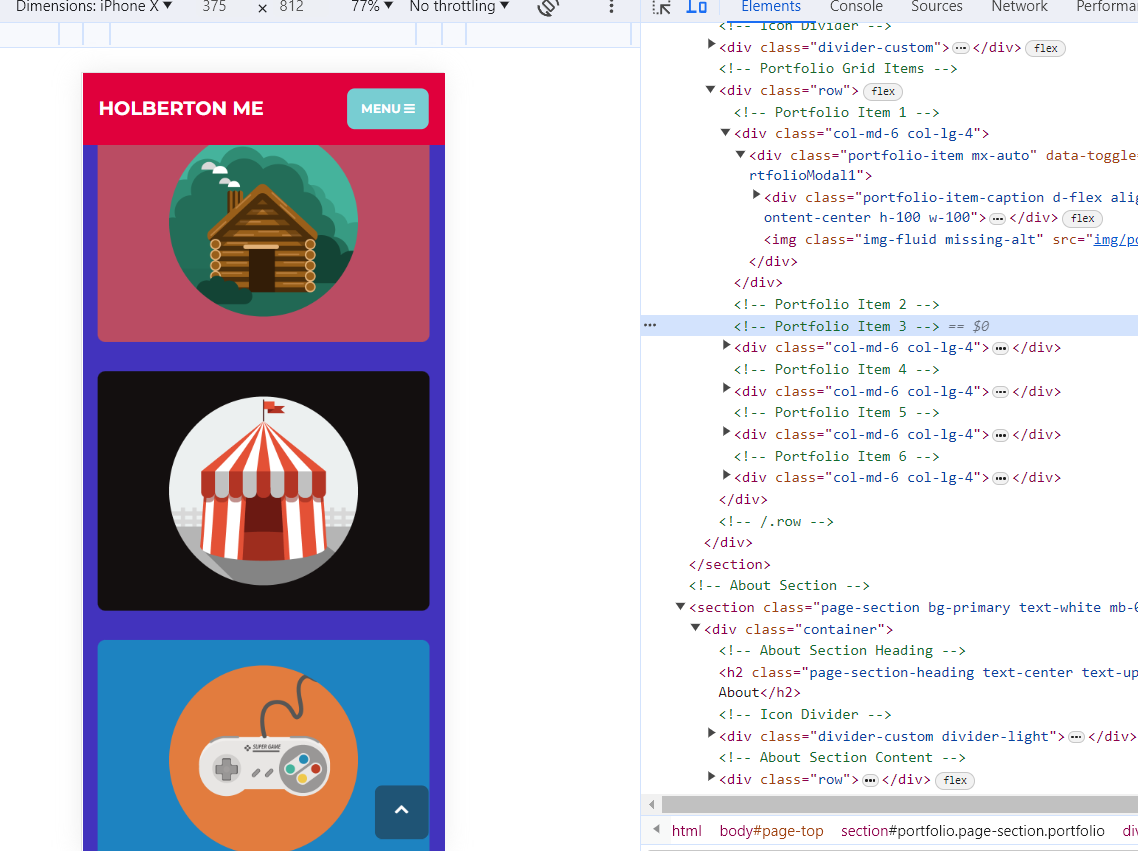 Dimensions: iPhone X ▼ 375 × 812 77% ▼ No throttling ▼
HOLBERTON ME
MENU
SUPER GAME
Elements Console Sources Network Performa
<!-- Icon Divider -->
<div class="divider-custom"> ⋯ </div> flex
<!-- Portfolio Grid Items -->
<div class="row"> flex
<!-- Portfolio Item 1 -->
<div class="col-md-6 col-lg-4">
<div class="portfolio-item mx-auto" data-toggle=
rtfolioModal1">
<div class="portfolio-item-caption d-flex alig
ontent-center h-100 w-100"> ⋯ </div> flex
<img class="img-fluid missing-alt" src="img/po
</div>
</div>
<!-- Portfolio Item 2 -->
<!-- Portfolio Item 3 --> == $0
<div class="col-md-6 col-lg-4"> ⋯ </div>
<!-- Portfolio Item 4 -->
<div class="col-md-6 col-lg-4"> ⋯ </div>
<!-- Portfolio Item 5 -->
<div class="col-md-6 col-lg-4"> ⋯ </div>
<!-- Portfolio Item 6 -->
<div class="col-md-6 col-lg-4"> ⋯ </div>
</div>
<!-- /.row -->
</div>
</section>
<!-- About Section -->
<section class="page-section bg-primary text-white mb-0
<div class="container">
<!-- About Section Heading -->
<h2 class="page-section-heading text-center text-up
About</h2>
<!-- Icon Divider -->
<div class="divider-custom divider-light"> ⋯ </div>
<!-- About Section Content -->
<div class="row"> ⋯ </div> flex
html body#page-top section#portfolio.page-section.portfolio div